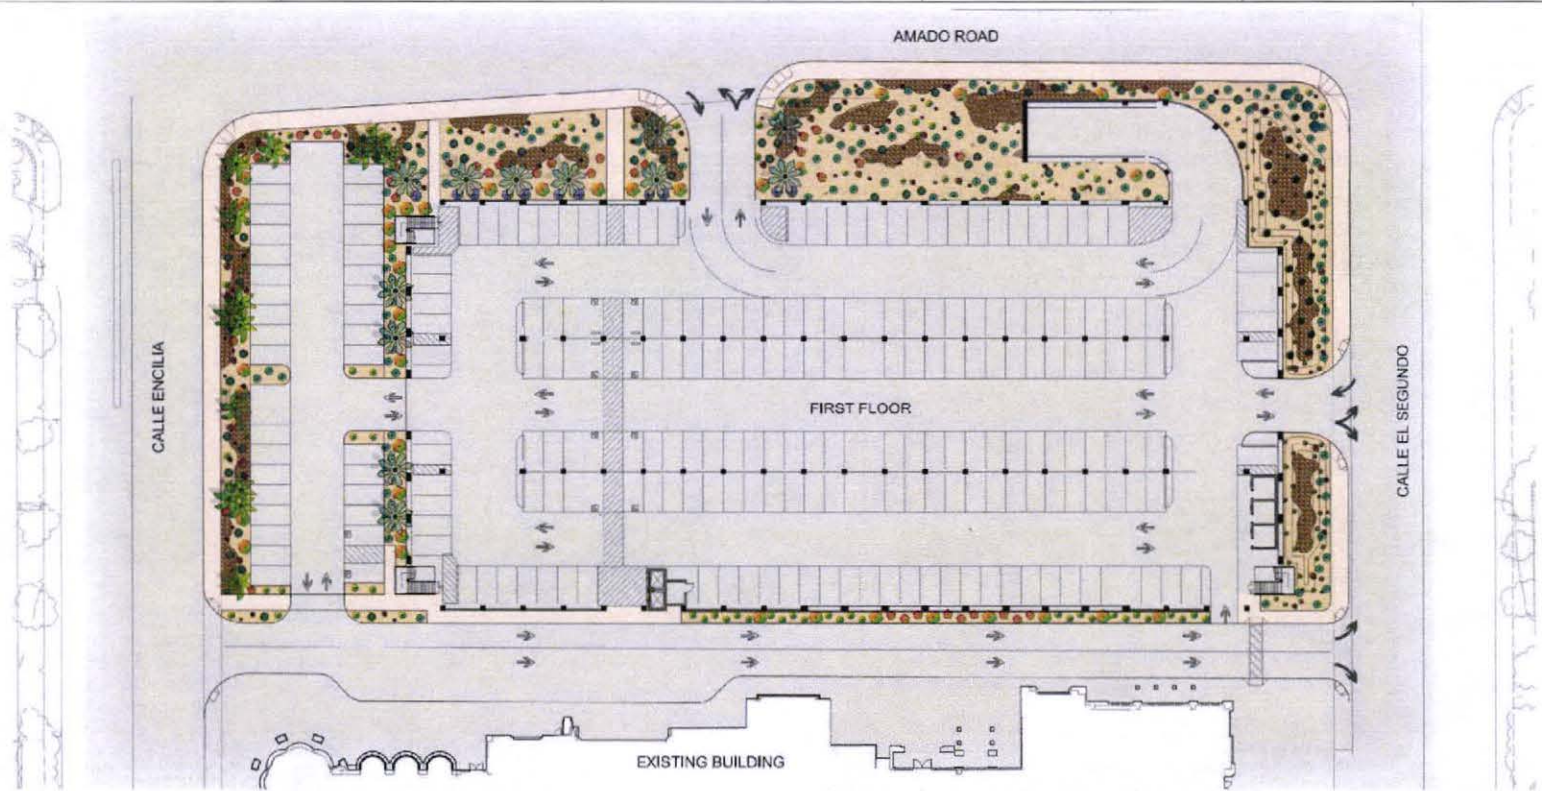 AMADO ROAD
CALLE ENCILIA
FIRST FLOOR
CALLE EL SEGUNDO
EXISTING BUILDING